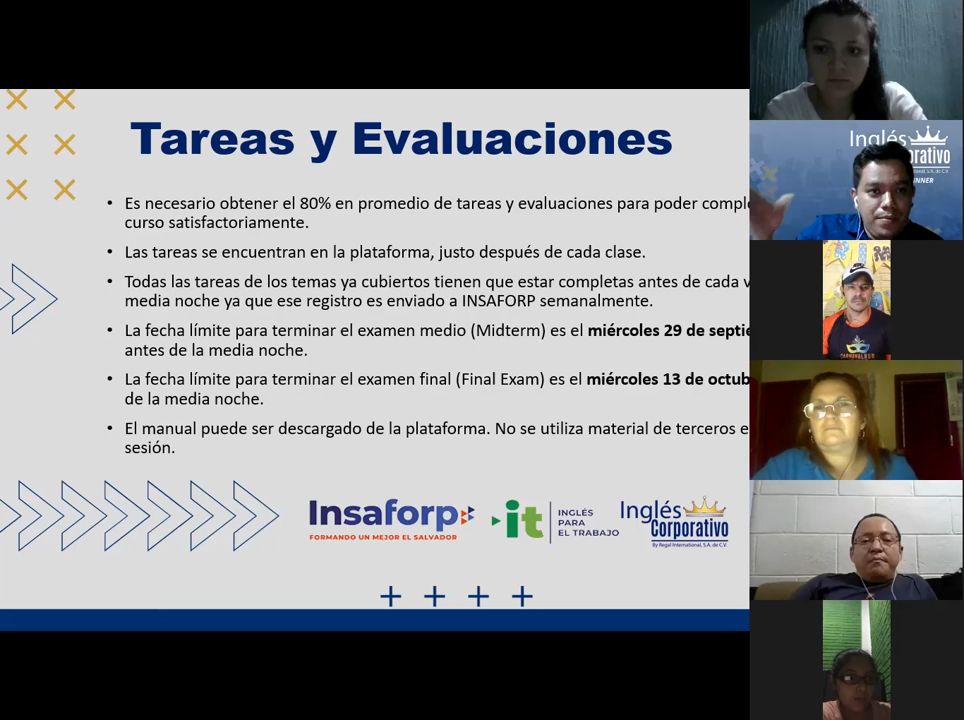 Tareas y Evaluaciones
• Es necesario obtener el 80% en promedio de tareas y evaluaciones para poder
curso satisfactoriamente.
• Las tareas se encuentran en la plataforma, justo después de cada clase.
• Todas las tareas de los temas ya cubiertos tienen que estar completas antes de cada
media noche ya que ese registro es enviado a INSAFORP semanalmente.
• La fecha límite para terminar el examen medio (Midterm) es el miércoles 29 de
antes de la media noche.
• La fecha límite para terminar el examen final (Final Exam) es el miércoles 13 de
de la media noche.
• El manual puede ser descargado de la plataforma. No se utiliza material de terceros
sesión.
Insaforp
FORMANDO UN MEJOR EL SALVADOR
it
INGLÉS
PARA
EL TRABAJO
Inglés
Corporativo
By Regal International, S.A. de C.V.
Inglés